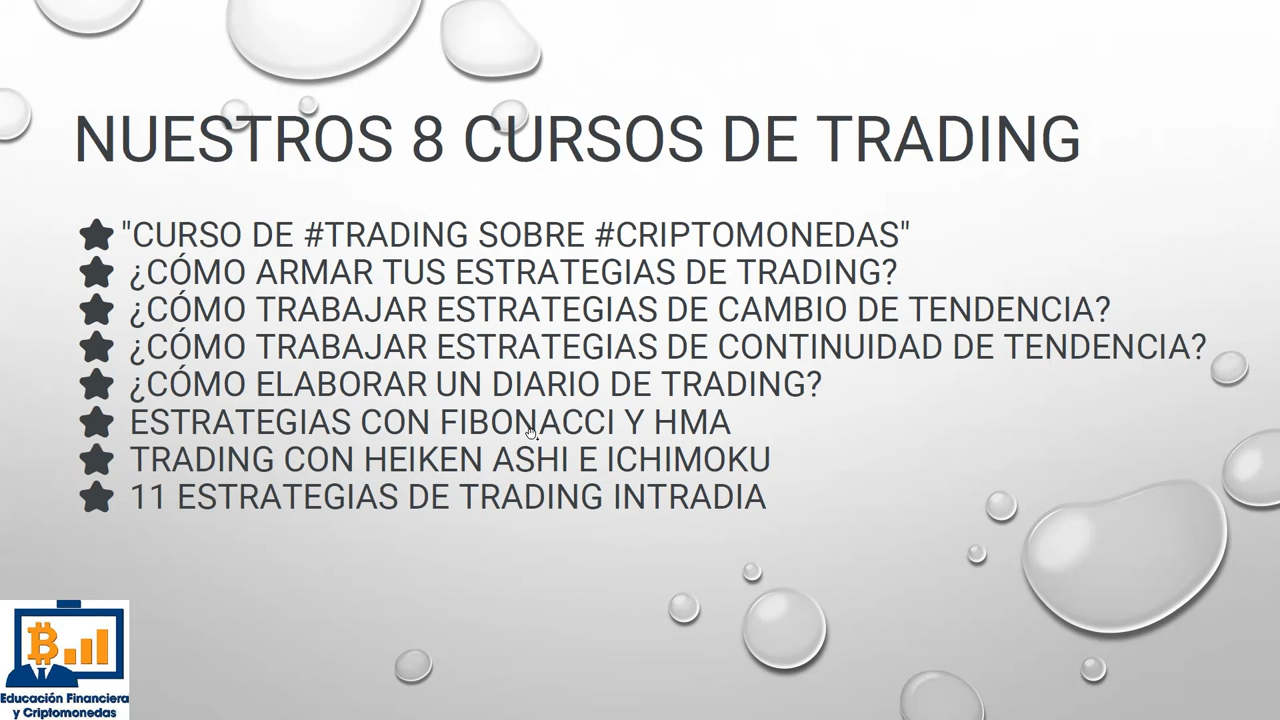 NUESTROS 8 CURSOS DE TRADING
"CURSO DE #TRADING SOBRE #CRIPTOMONEDAS"
¿CÓMO ARMAR TUS ESTRATEGIAS DE TRADING?
¿CÓMO TRABAJAR ESTRATEGIAS DE CAMBIO DE TENDENCIA?
¿CÓMO TRABAJAR ESTRATEGIAS DE CONTINUIDAD DE TENDENCIA?
¿CÓMO ELABORAR UN DIARIO DE TRADING?
ESTRATEGIAS CON FIBONACCI Y HMA
TRADING CON HEIKEN ASHI E ICHIMOKU
11 ESTRATEGIAS DE TRADING INTRADIA
Educación Financiera
y Criptomonedas